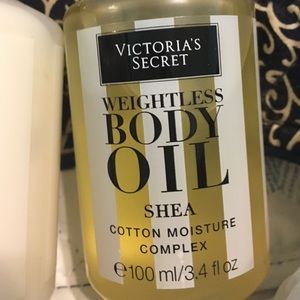 VICTORIA'S
SECRET
WEIGHTLESS
BODY
OIL
SHEA
COTTON MOISTURE
COMPLEX
℮100 ml/3.4 fl oz